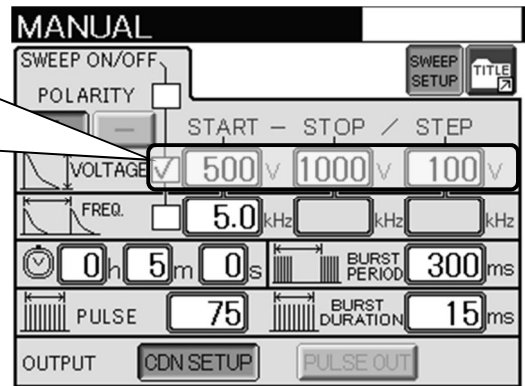 MANUAL
SWEEP ON/OFF
SWEEP SETUP
TITLE
POLARITY
START – STOP / STEP
VOLTAGE 500 V 1000 V 100 V
FREQ. 5.0 kHz kHz kHz
0 h 5 m 0 s BURST PERIOD 300 ms
PULSE 75 BURST DURATION 15 ms
OUTPUT CDN SETUP PULSE OUT